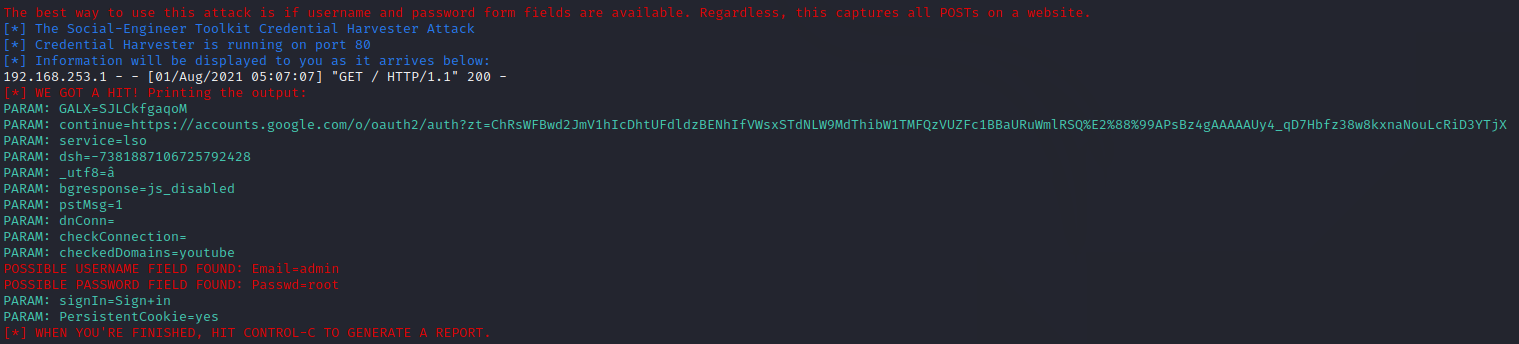 The best way to use this attack is if username and password form fields are available. Regardless, this captures all POSTs on a website.
[*] The Social-Engineer Toolkit Credential Harvester Attack
[*] Credential Harvester is running on port 80
[*] Information will be displayed to you as it arrives below:
192.168.253.1 - - [01/Aug/2021 05:07:07] "GET / HTTP/1.1" 200 -
[*] WE GOT A HIT! Printing the output:
PARAM: GALX=SJLCkfgaqoM
PARAM: continue=https://accounts.google.com/o/oauth2/auth?zt=ChRsWFBwd2JmV1hIcDhtUFdldzBENhIfVWsxSTdNLW9MdThibW1TMFQzVUZFc1BBaURuWmlRSQ%E2%88%99APsBz4gAAAAAUy4_qD7Hbfz38w8kxnaNouLcRiD3YTjX
PARAM: service=lso
PARAM: dsh=-7381887106725792428
PARAM: _utf8=â
PARAM: bgresponse=js_disabled
PARAM: pstMsg=1
PARAM: dnConn=
PARAM: checkConnection=
PARAM: checkedDomains=youtube
POSSIBLE USERNAME FIELD FOUND: Email=admin
POSSIBLE PASSWORD FIELD FOUND: Passwd=root
PARAM: signIn=Sign+in
PARAM: PersistentCookie=yes
[*] WHEN YOU'RE FINISHED, HIT CONTROL-C TO GENERATE A REPORT.